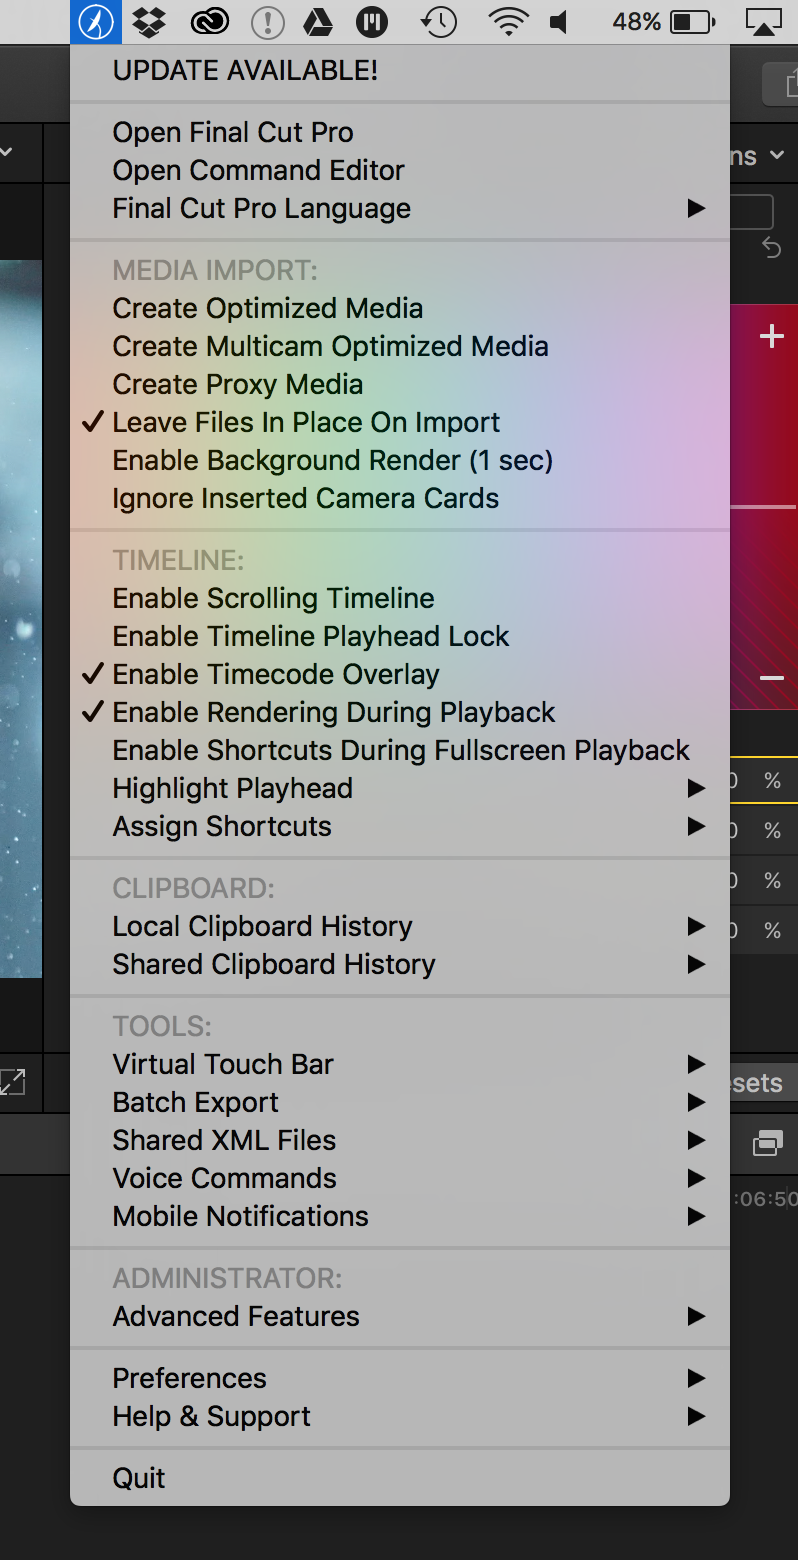 48%
UPDATE AVAILABLE!
Open Final Cut Pro
Open Command Editor
Final Cut Pro Language
ns
MEDIA IMPORT:
Create Optimized Media
Create Multicam Optimized Media
Create Proxy Media
Leave Files In Place On Import
Enable Background Render (1 sec)
Ignore Inserted Camera Cards
TIMELINE:
Enable Scrolling Timeline
Enable Timeline Playhead Lock
Enable Timecode Overlay
Enable Rendering During Playback
Enable Shortcuts During Fullscreen Playback
Highlight Playhead
Assign Shortcuts
0 %
0 %
0 %
0 %
CLIPBOARD:
Local Clipboard History
Shared Clipboard History
TOOLS:
Virtual Touch Bar
Batch Export
Shared XML Files
Voice Commands
Mobile Notifications
esets
:06:50
ADMINISTRATOR:
Advanced Features
Preferences
Help & Support
Quit